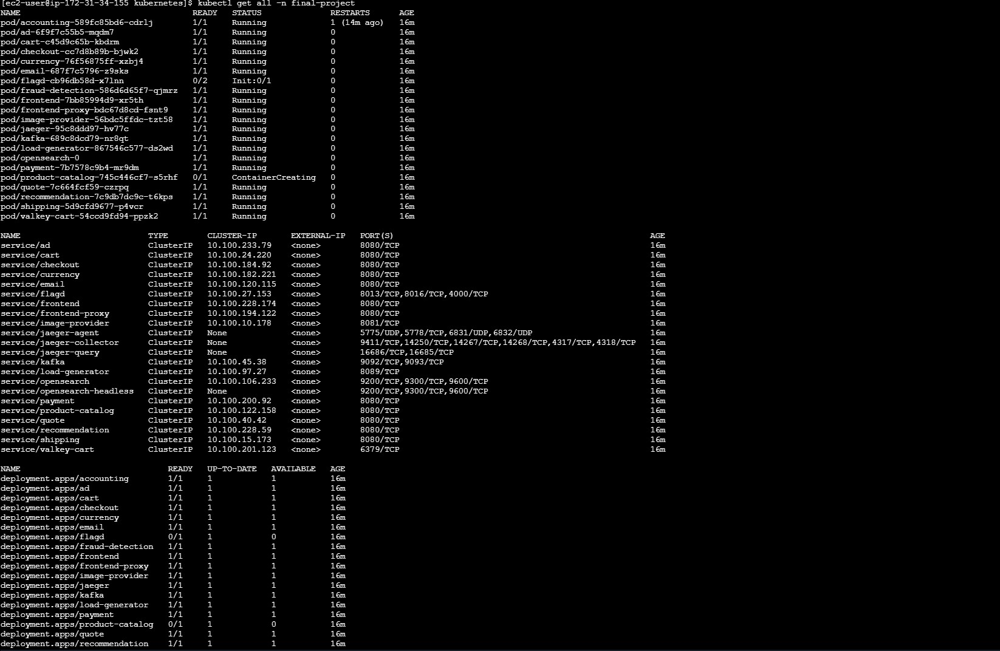 [ec2-user@ip-172-31-34-155 kubernetes]$ kubectl get all -n final-project
NAME READY STATUS RESTARTS AGE
pod/accounting-589fc85bd6-cdrlj 1/1 Running 1 (14m ago) 16m
pod/ad-6f9f7c55b5-mqdm7 1/1 Running 0 16m
pod/cart-c45d9c65b-kbdrm 1/1 Running 0 16m
pod/checkout-cc7d8b89b-bjwk2 1/1 Running 0 16m
pod/currency-76f56875ff-xzbj4 1/1 Running 0 16m
pod/email-687f7c5796-z9sks 1/1 Running 0 16m
pod/flagd-cb96db58d-x7lnn 0/2 Init:0/1 0 16m
pod/fraud-detection-586d6d65f7-qjmrz 1/1 Running 0 16m
pod/frontend-7bb85994d9-xr5th 1/1 Running 0 16m
pod/frontend-proxy-bdc67d8cd-fsnt9 1/1 Running 0 16m
pod/image-provider-56bdc5ffdc-tzt58 1/1 Running 0 16m
pod/jaeger-95c8ddd97-hv77c 1/1 Running 0 16m
pod/kafka-689c8dcd79-nr8qt 1/1 Running 0 16m
pod/load-generator-867546c577-ds2wd 1/1 Running 0 16m
pod/opensearch-0 1/1 Running 0 16m
pod/payment-7b7578c9b4-mr9dm 1/1 Running 0 16m
pod/product-catalog-745c446cf7-s5rhf 0/1 ContainerCreating 0 16m
pod/quote-7c664fcf59-czrpq 1/1 Running 0 16m
pod/recommendation-7c9db7dc9c-t6kps 1/1 Running 0 16m
pod/shipping-5d9cfd9677-p4vcr 1/1 Running 0 16m
pod/valkey-cart-54ccd9fd94-ppzk2 1/1 Running 0 16m
NAME TYPE CLUSTER-IP EXTERNAL-IP PORT(S) AGE
service/ad ClusterIP 10.100.233.79 <none> 8080/TCP 16m
service/cart ClusterIP 10.100.24.220 <none> 8080/TCP 16m
service/checkout ClusterIP 10.100.184.92 <none> 8080/TCP 16m
service/currency ClusterIP 10.100.182.221 <none> 8080/TCP 16m
service/email ClusterIP 10.100.120.115 <none> 8080/TCP 16m
service/flagd ClusterIP 10.100.27.153 <none> 8013/TCP,8016/TCP,4000/TCP 16m
service/frontend ClusterIP 10.100.228.174 <none> 8080/TCP 16m
service/frontend-proxy ClusterIP 10.100.194.122 <none> 8080/TCP 16m
service/image-provider ClusterIP 10.100.10.178 <none> 8081/TCP 16m
service/jaeger-agent ClusterIP None <none> 5775/UDP,5778/TCP,6831/UDP,6832/UDP 16m
service/jaeger-collector ClusterIP None <none> 9411/TCP,14250/TCP,14267/TCP,14268/TCP,4317/TCP,4318/TCP 16m
service/jaeger-query ClusterIP None <none> 16686/TCP,16685/TCP 16m
service/kafka ClusterIP 10.100.45.38 <none> 9092/TCP,9093/TCP 16m
service/load-generator ClusterIP 10.100.97.27 <none> 8089/TCP 16m
service/opensearch ClusterIP 10.100.106.233 <none> 9200/TCP,9300/TCP,9600/TCP 16m
service/opensearch-headless ClusterIP None <none> 9200/TCP,9300/TCP,9600/TCP 16m
service/payment ClusterIP 10.100.200.92 <none> 8080/TCP 16m
service/product-catalog ClusterIP 10.100.122.158 <none> 8080/TCP 16m
service/quote ClusterIP 10.100.40.42 <none> 8080/TCP 16m
service/recommendation ClusterIP 10.100.228.59 <none> 8080/TCP 16m
service/shipping ClusterIP 10.100.15.173 <none> 8080/TCP 16m
service/valkey-cart ClusterIP 10.100.201.123 <none> 6379/TCP 16m
NAME READY UP-TO-DATE AVAILABLE AGE
deployment.apps/accounting 1/1 1 1 16m
deployment.apps/ad 1/1 1 1 16m
deployment.apps/cart 1/1 1 1 16m
deployment.apps/checkout 1/1 1 1 16m
deployment.apps/currency 1/1 1 1 16m
deployment.apps/email 1/1 1 1 16m
deployment.apps/flagd 0/1 1 0 16m
deployment.apps/fraud-detection 1/1 1 1 16m
deployment.apps/frontend 1/1 1 1 16m
deployment.apps/frontend-proxy 1/1 1 1 16m
deployment.apps/image-provider 1/1 1 1 16m
deployment.apps/jaeger 1/1 1 1 16m
deployment.apps/kafka 1/1 1 1 16m
deployment.apps/load-generator 1/1 1 1 16m
deployment.apps/payment 1/1 1 1 16m
deployment.apps/product-catalog 0/1 1 0 16m
deployment.apps/quote 1/1 1 1 16m
deployment.apps/recommendation 1/1 1 1 16m